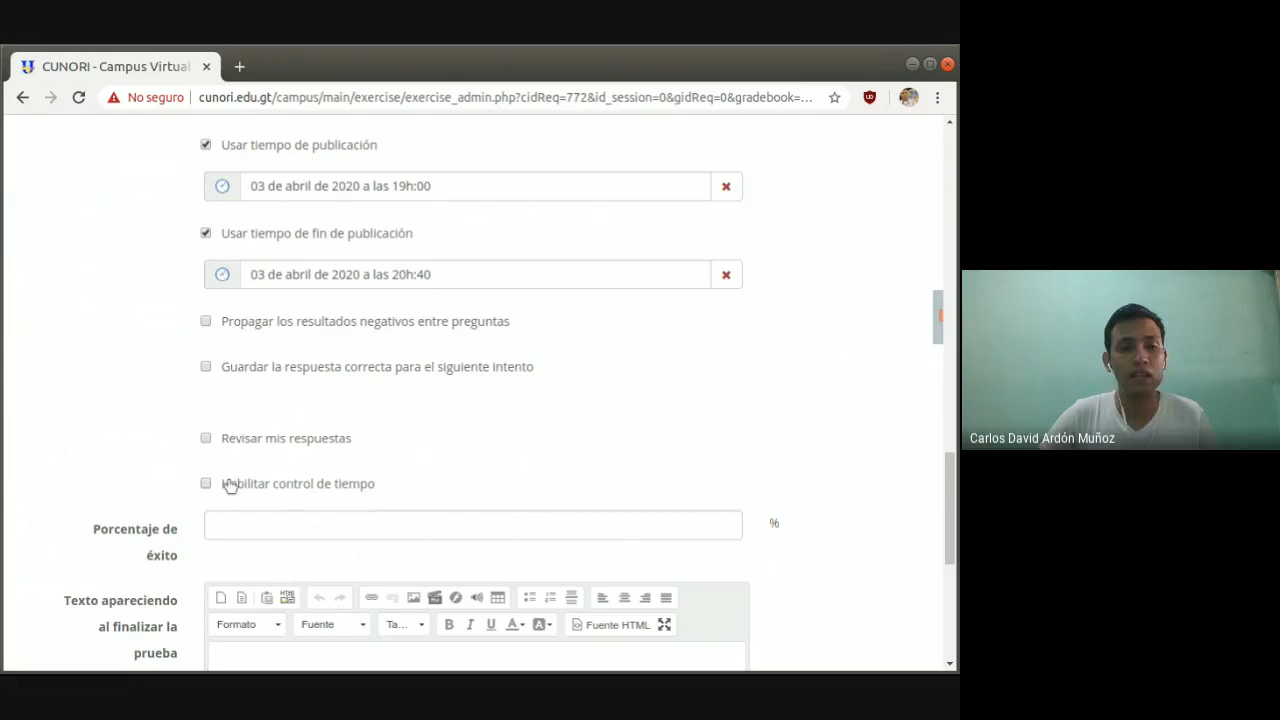 CUNORI - Campus Virtual
No seguro
cunori.edu.gt/campus/main/exercise/exercise_admin.php?cidReq=772&id_session=0&gidReq=0&gradebook=...
Usar tiempo de publicación
03 de abril de 2020 a las 19h:00
Usar tiempo de fin de publicación
03 de abril de 2020 a las 20h:40
Propagar los resultados negativos entre preguntas
Guardar la respuesta correcta para el siguiente intento
Revisar mis respuestas
Habilitar control de tiempo
Porcentaje de
éxito
%
Texto apareciendo
al finalizar la
prueba
Formato
Fuente
Ta...
B I U A A
Fuente HTML
Carlos David Ardón Muñoz